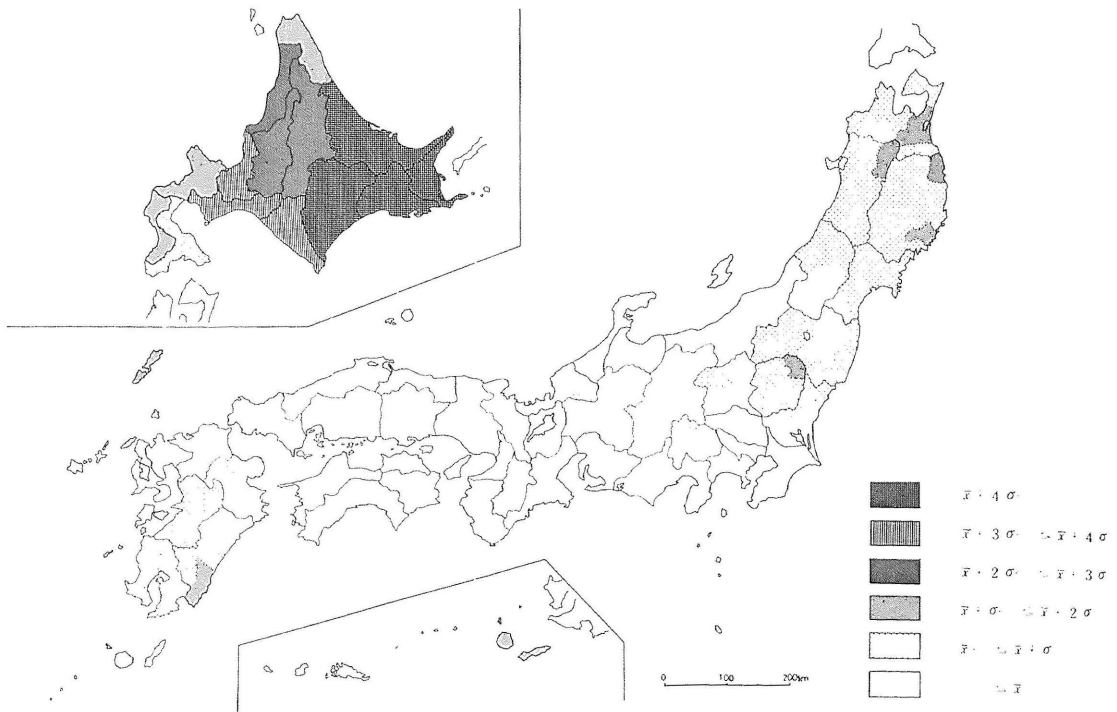 x̄ + 4σ
x̄ + 3σ ~ x̄ + 4σ
x̄ + 2σ ~ x̄ + 3σ
x̄ + σ ~ x̄ + 2σ
x̄ ~ x̄ + σ
~ x̄
0 100 200km